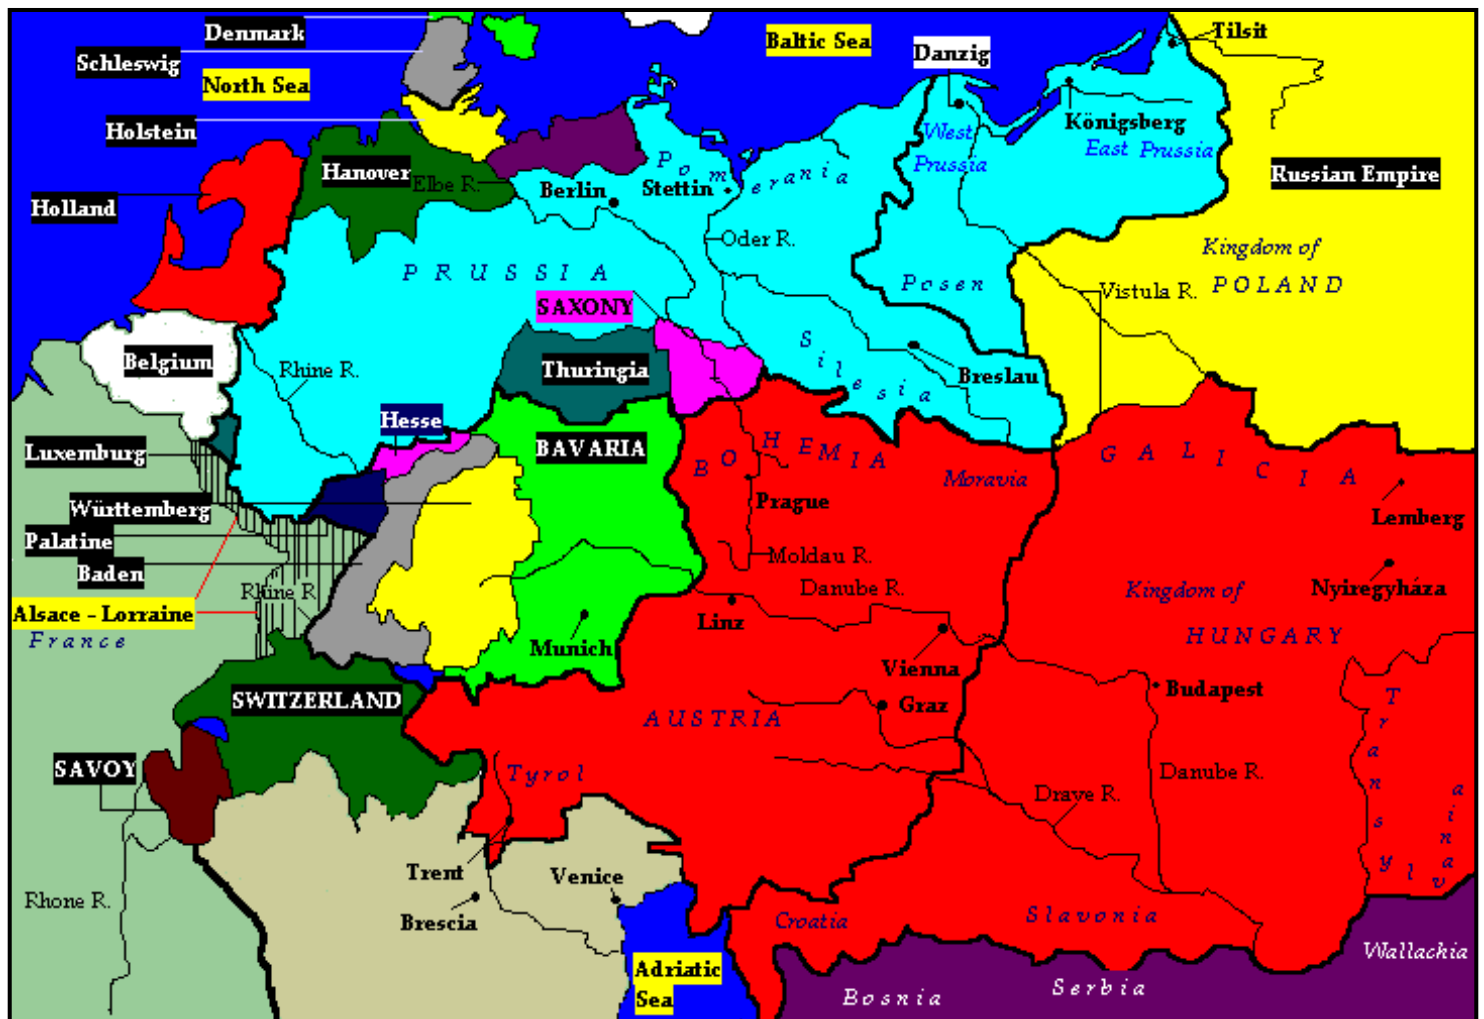 Denmark
Schleswig
North Sea
Baltic Sea
Danzig
Tilsit
Holstein
Hanover
Elbe R.
Holland
Berlin
Stettin
Pomerania
West
Prussia
Königsberg
East Prussia
Russian Empire
Oder R.
PRUSSIA
SAXONY
Posen
Kingdom of
POLAND
Vistula R.
Belgium
Rhine R.
Thuringia
Silesia
Breslau
Hesse
Luxemburg
BAVARIA
BOHEMIA
Moravia
GALICIA
Württemberg
Prague
Lemberg
Palatine
Baden
Moldau R.
Rhine R
Danube R.
Kingdom of
Nyiregyháza
Alsace - Lorraine
France
Linz
HUNGARY
Munich
Vienna
SWITZERLAND
Budapest
Graz
AUSTRIA
Transylvania
SAVOY
Tyrol
Danube R.
Drave R.
Trent
Venice
Rhone R.
Brescia
Croatia
Slavonia
Wallachia
Adriatic
Sea
Bosnia
Serbia